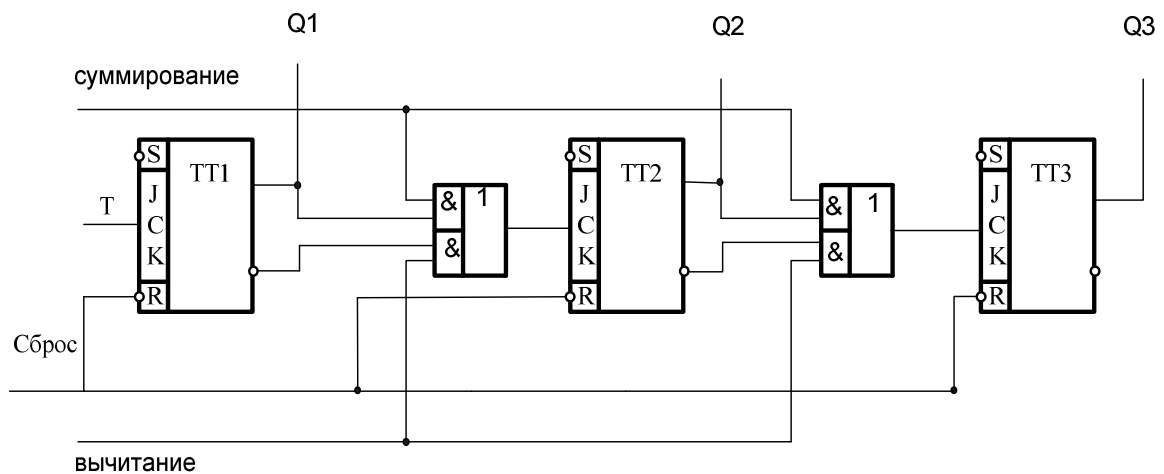 Q1
Q2
Q3
суммирование
S
TT1
J
T
C
K
R
&
1
&
S
TT2
J
C
K
R
&
1
&
S
TT3
J
C
K
R
Сброс
вычитание